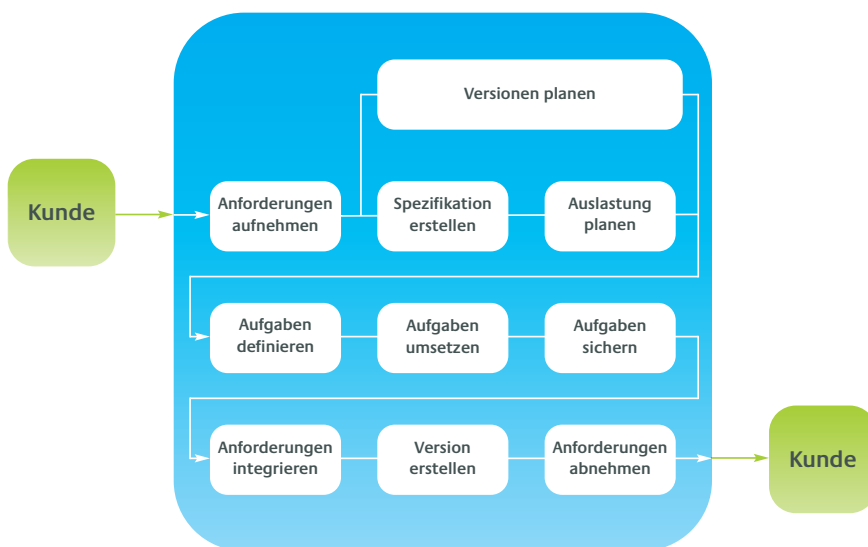 Versionen planen
Kunde
Anforderungen
aufnehmen
Spezifikation
erstellen
Auslastung
planen
Aufgaben
definieren
Aufgaben
umsetzen
Aufgaben
sichern
Anforderungen
integrieren
Version
erstellen
Anforderungen
abnehmen
Kunde